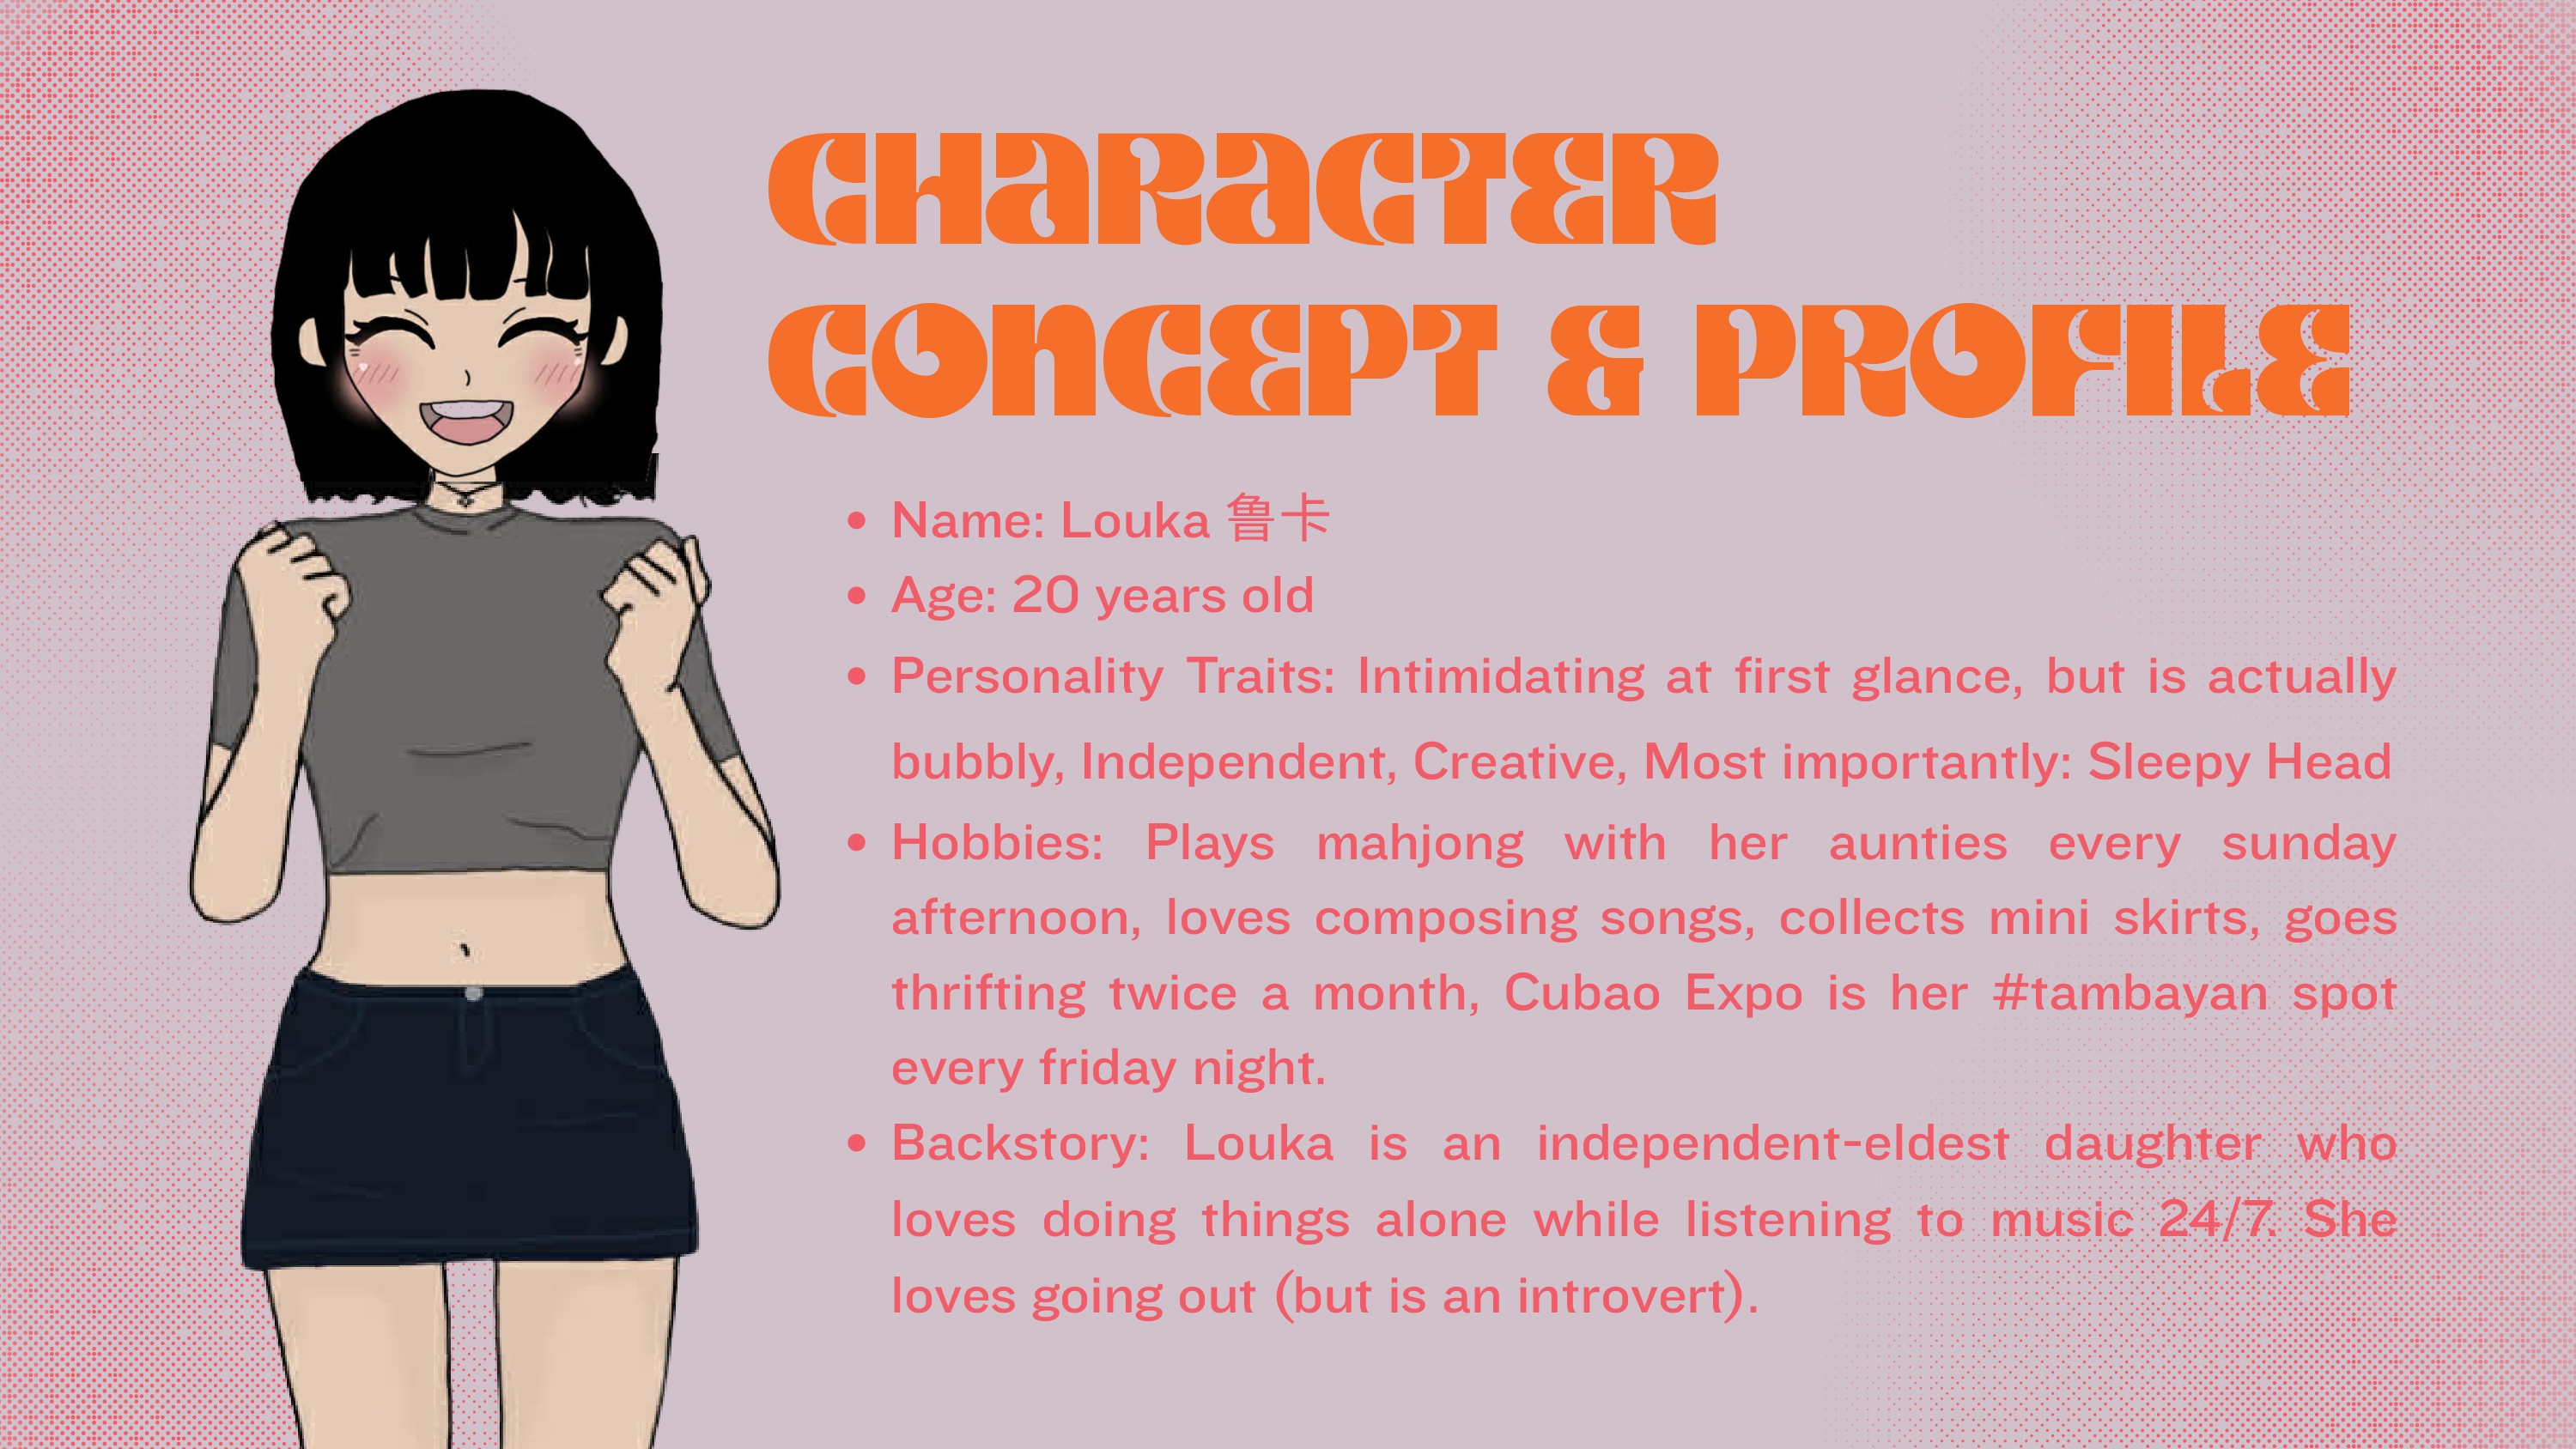 CHARACTER
CONCEPT & PROFILE
• Name: Louka 鲁卡
• Age: 20 years old
• Personality Traits: Intimidating at first glance, but is actually
bubbly, Independent, Creative, Most importantly: Sleepy Head
• Hobbies: Plays mahjong with her aunties every sunday
afternoon, loves composing songs, collects mini skirts, goes
thrifting twice a month, Cubao Expo is her #tambayan spot
every friday night.
• Backstory: Louka is an independent-eldest daughter who
loves doing things alone while listening to music 24/7. She
loves going out (but is an introvert).